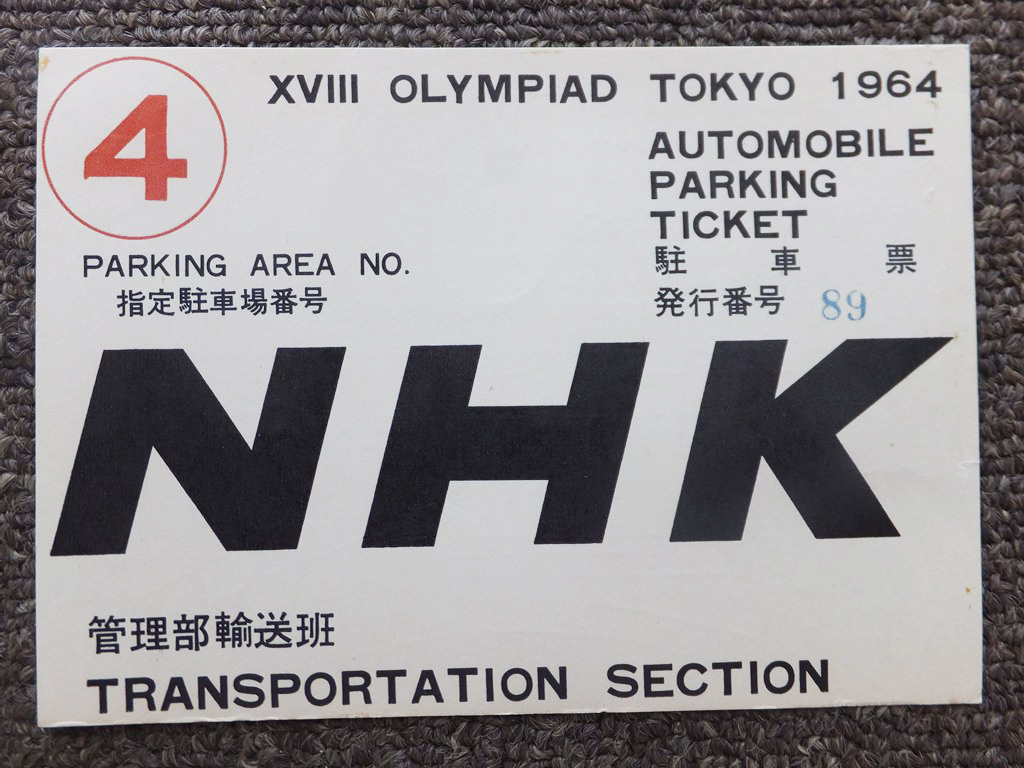 4
XVIII OLYMPIAD TOKYO 1964
AUTOMOBILE
PARKING
TICKET
駐車票
PARKING AREA NO.
指定駐車場番号
発行番号 89
NHK
管理部輸送班
TRANSPORTATION SECTION